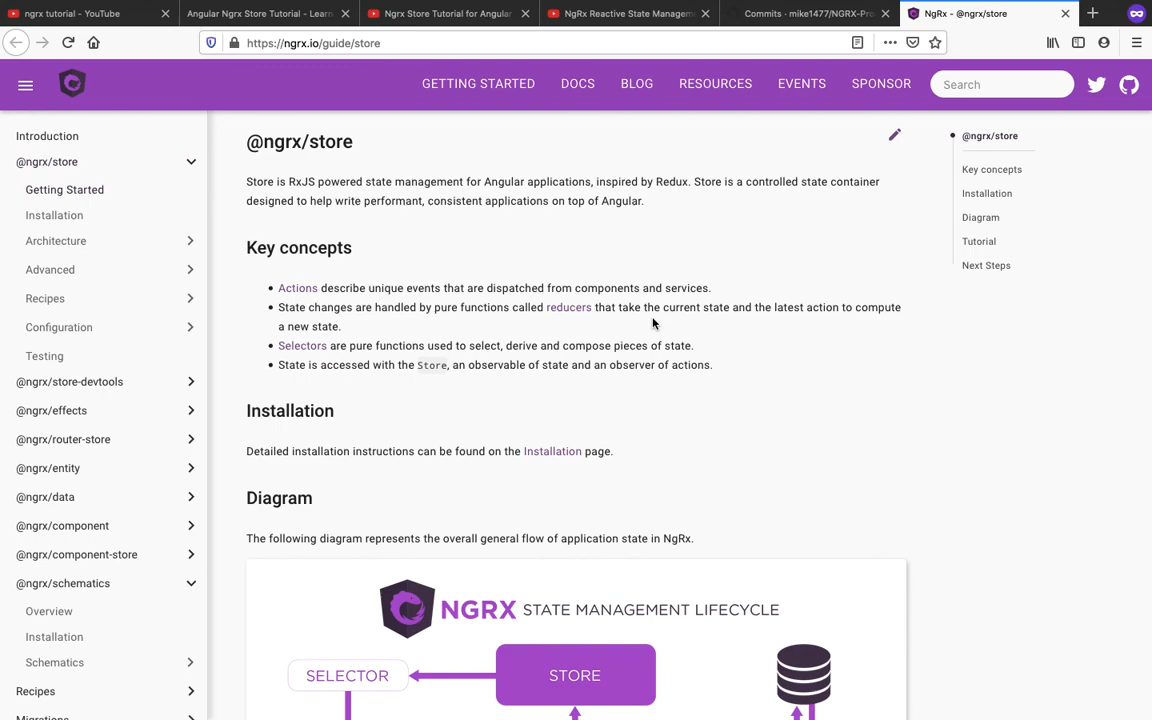 ngrx tutorial - YouTube
Angular Ngrx Store Tutorial - Learn
Ngrx Store Tutorial for Angular
NgRx Reactive State Managem
Commits · mike1477/NGRX-Pro
NgRx - @ngrx/store
https://ngrx.io/guide/store
GETTING STARTED
DOCS
BLOG
RESOURCES
EVENTS
SPONSOR
Search
Introduction
@ngrx/store
Getting Started
Installation
Architecture
Advanced
Recipes
Configuration
Testing
@ngrx/store-devtools
@ngrx/effects
@ngrx/router-store
@ngrx/entity
@ngrx/data
@ngrx/component
@ngrx/component-store
@ngrx/schematics
Overview
Installation
Schematics
Recipes
Migrations
@ngrx/store
Store is RxJS powered state management for Angular applications, inspired by Redux. Store is a controlled state container
designed to help write performant, consistent applications on top of Angular.
Key concepts
• Actions describe unique events that are dispatched from components and services.
• State changes are handled by pure functions called reducers that take the current state and the latest action to compute
a new state.
• Selectors are pure functions used to select, derive and compose pieces of state.
• State is accessed with the Store, an observable of state and an observer of actions.
Installation
Detailed installation instructions can be found on the Installation page.
Diagram
The following diagram represents the overall general flow of application state in NgRx.
NGRX STATE MANAGEMENT LIFECYCLE
SELECTOR
STORE
@ngrx/store
Key concepts
Installation
Diagram
Tutorial
Next Steps